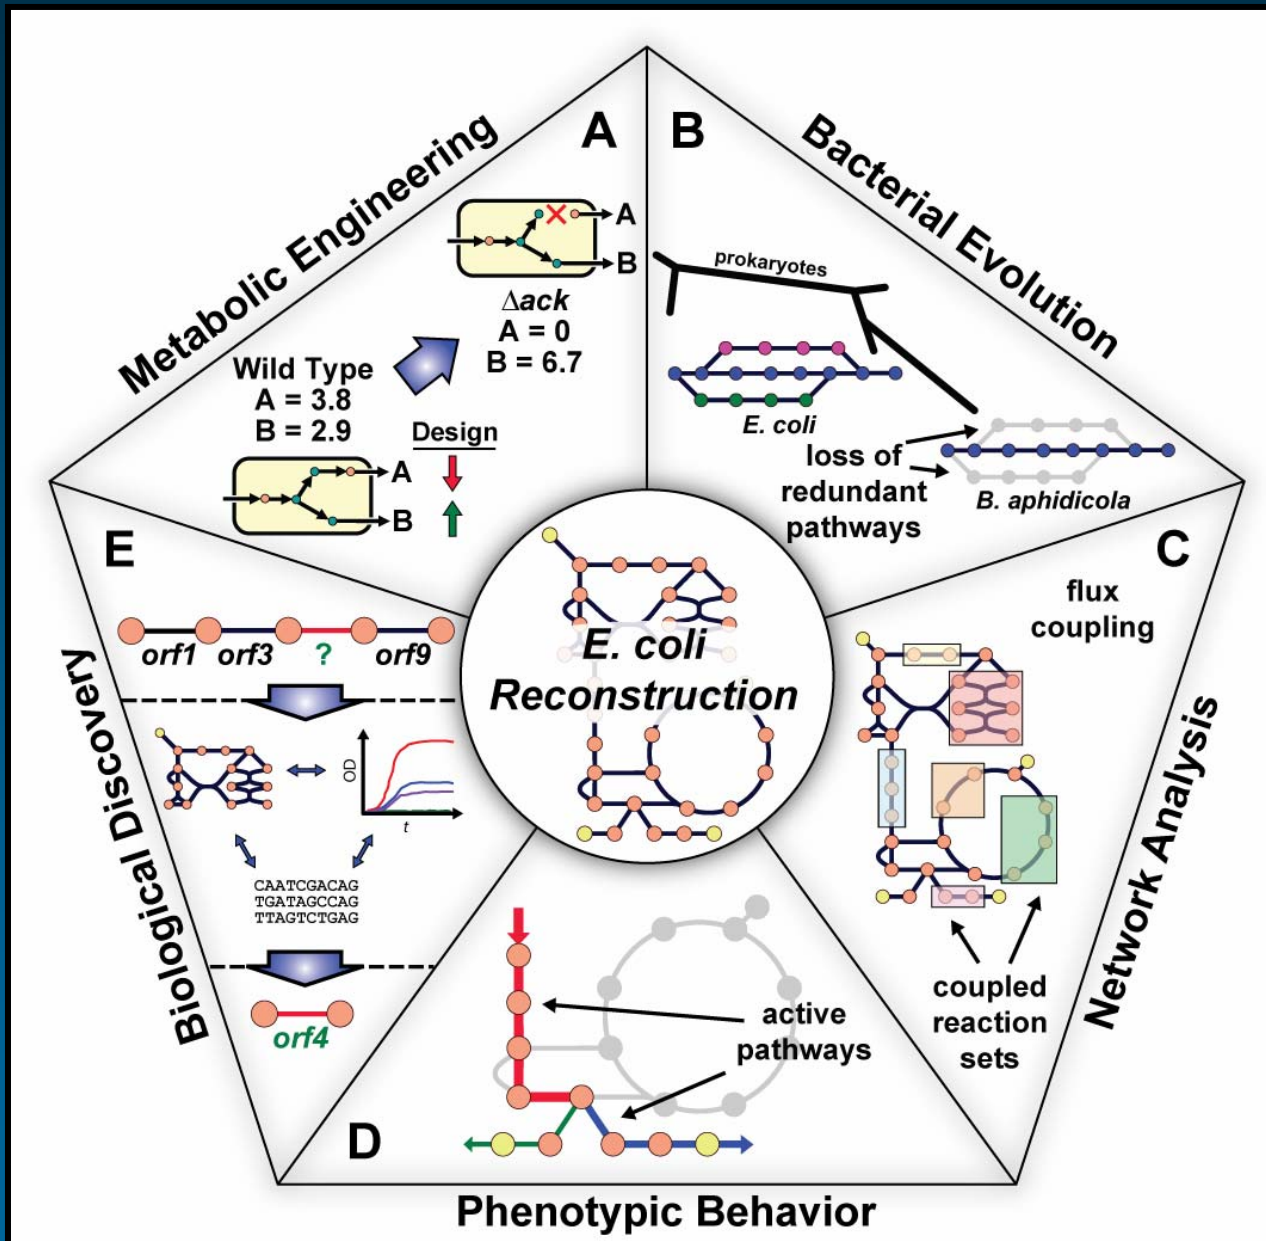 Metabolic Engineering
A
A
B
Δack
A = 0
B = 6.7
Wild Type
A = 3.8
B = 2.9
Design
A
B
B
Bacterial Evolution
prokaryotes
E. coli
loss of
redundant
pathways
B. aphidicola
C
flux
coupling
Network Analysis
coupled
reaction
sets
E. coli
Reconstruction
E
Biological Discovery
orf1 orf3 ? orf9
OD
t
CAATCGACAG
TGATAGCCAG
TTAGTCTGAG
orf4
D
active
pathways
Phenotypic Behavior